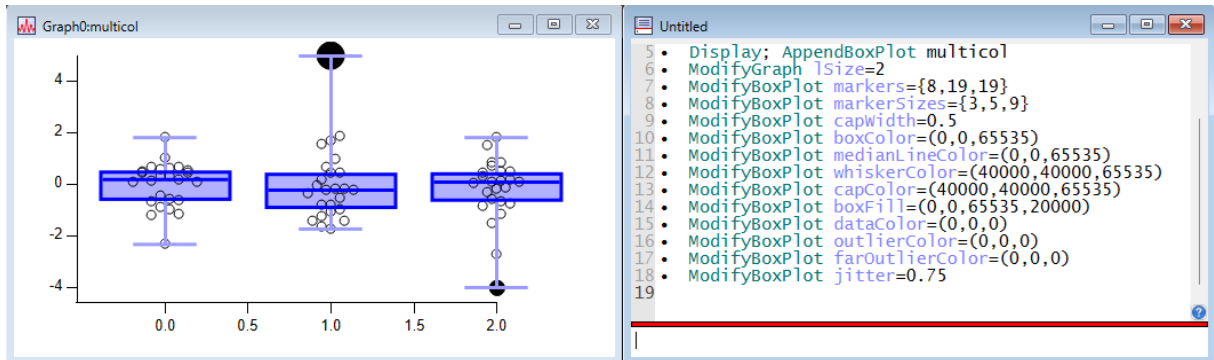 Graph0:multicol
4
2
0
-2
-4
0.0 0.5 1.0 1.5 2.0
Untitled
5 • Display; AppendBoxPlot multicol
6 • ModifyGraph lSize=2
7 • ModifyBoxPlot markers={8,19,19}
8 • ModifyBoxPlot markerSizes={3,5,9}
9 • ModifyBoxPlot capWidth=0.5
10 • ModifyBoxPlot boxColor=(0,0,65535)
11 • ModifyBoxPlot medianLineColor=(0,0,65535)
12 • ModifyBoxPlot whiskerColor=(40000,40000,65535)
13 • ModifyBoxPlot capColor=(40000,40000,65535)
14 • ModifyBoxPlot boxFill=(0,0,65535,20000)
15 • ModifyBoxPlot dataColor=(0,0,0)
16 • ModifyBoxPlot outlierColor=(0,0,0)
17 • ModifyBoxPlot farOutlierColor=(0,0,0)
18 • ModifyBoxPlot jitter=0.75
19
?